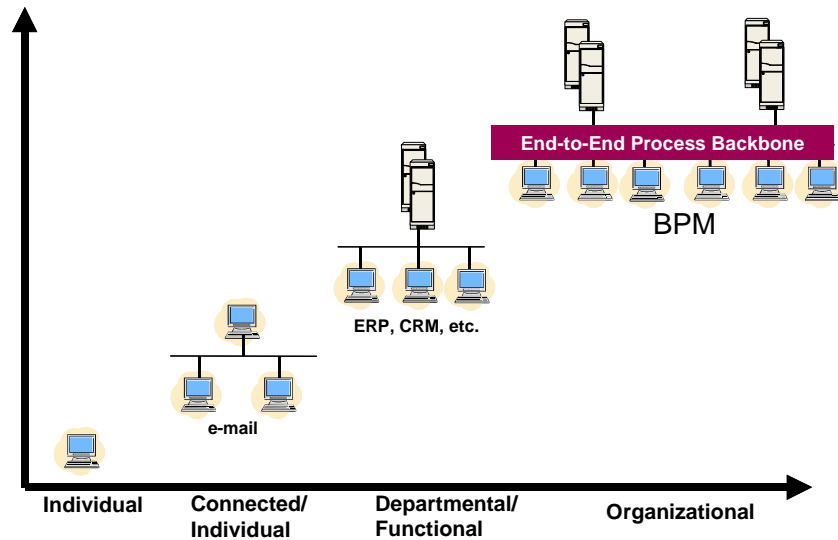 End-to-End Process Backbone
BPM
ERP, CRM, etc.
e-mail
Individual
Connected/
Individual
Departmental/
Functional
Organizational